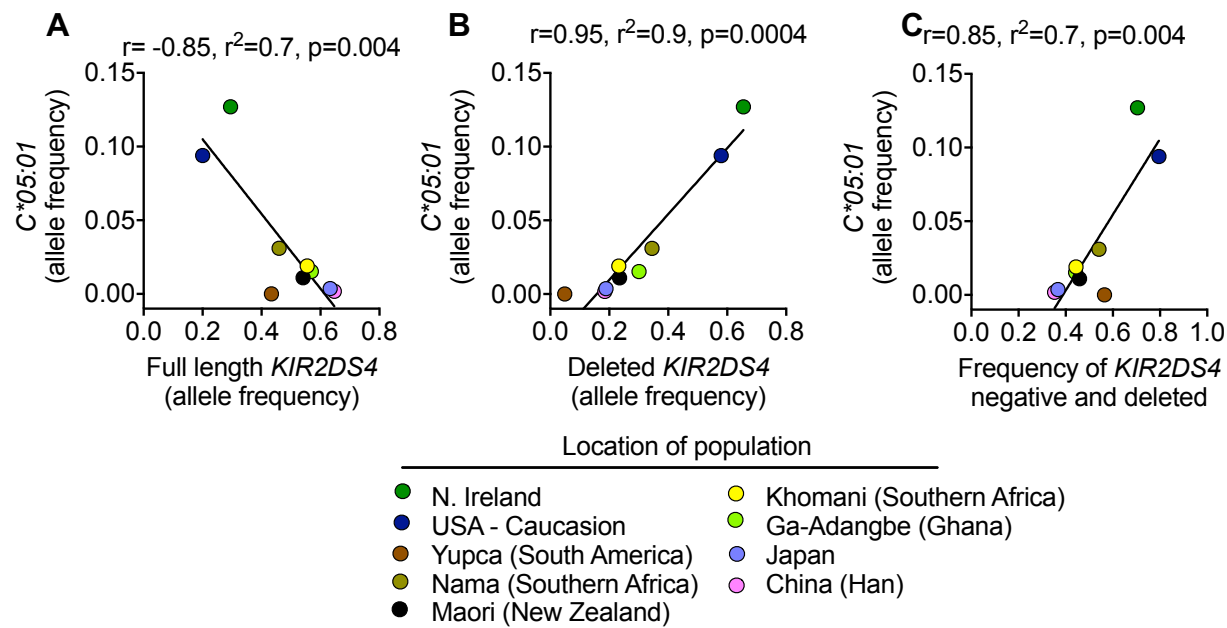 A
r= -0.85, r²=0.7, p=0.004
0.15
0.10
0.05
0.00
C*05:01
(allele frequency)
0.0 0.2 0.4 0.6 0.8
Full length KIR2DS4
(allele frequency)
B
r=0.95, r²=0.9, p=0.0004
0.15
0.10
0.05
0.00
C*05:01
(allele frequency)
0.0 0.2 0.4 0.6 0.8
Deleted KIR2DS4
(allele frequency)
C
r=0.85, r²=0.7, p=0.004
0.15
0.10
0.05
0.00
C*05:01
(allele frequency)
0.0 0.2 0.4 0.6 0.8 1.0
Frequency of KIR2DS4
negative and deleted
Location of population
N. Ireland
USA - Caucasion
Yupca (South America)
Nama (Southern Africa)
Maori (New Zealand)
Khomani (Southern Africa)
Ga-Adangbe (Ghana)
Japan
China (Han)